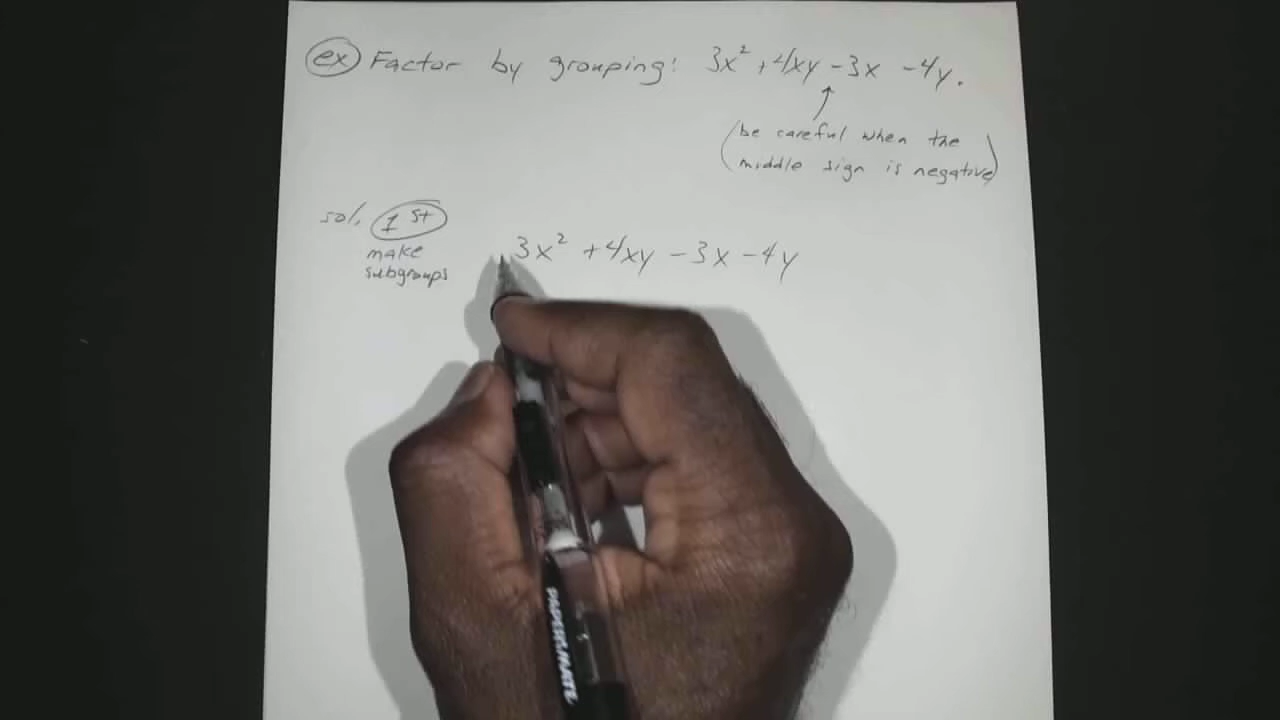 ex Factor by grouping: 3x² +4xy -3x -4y.
(be careful when the
middle sign is negative)
sol. 1st 3x² +4xy -3x -4y
make
subgroups
PAPERMATE